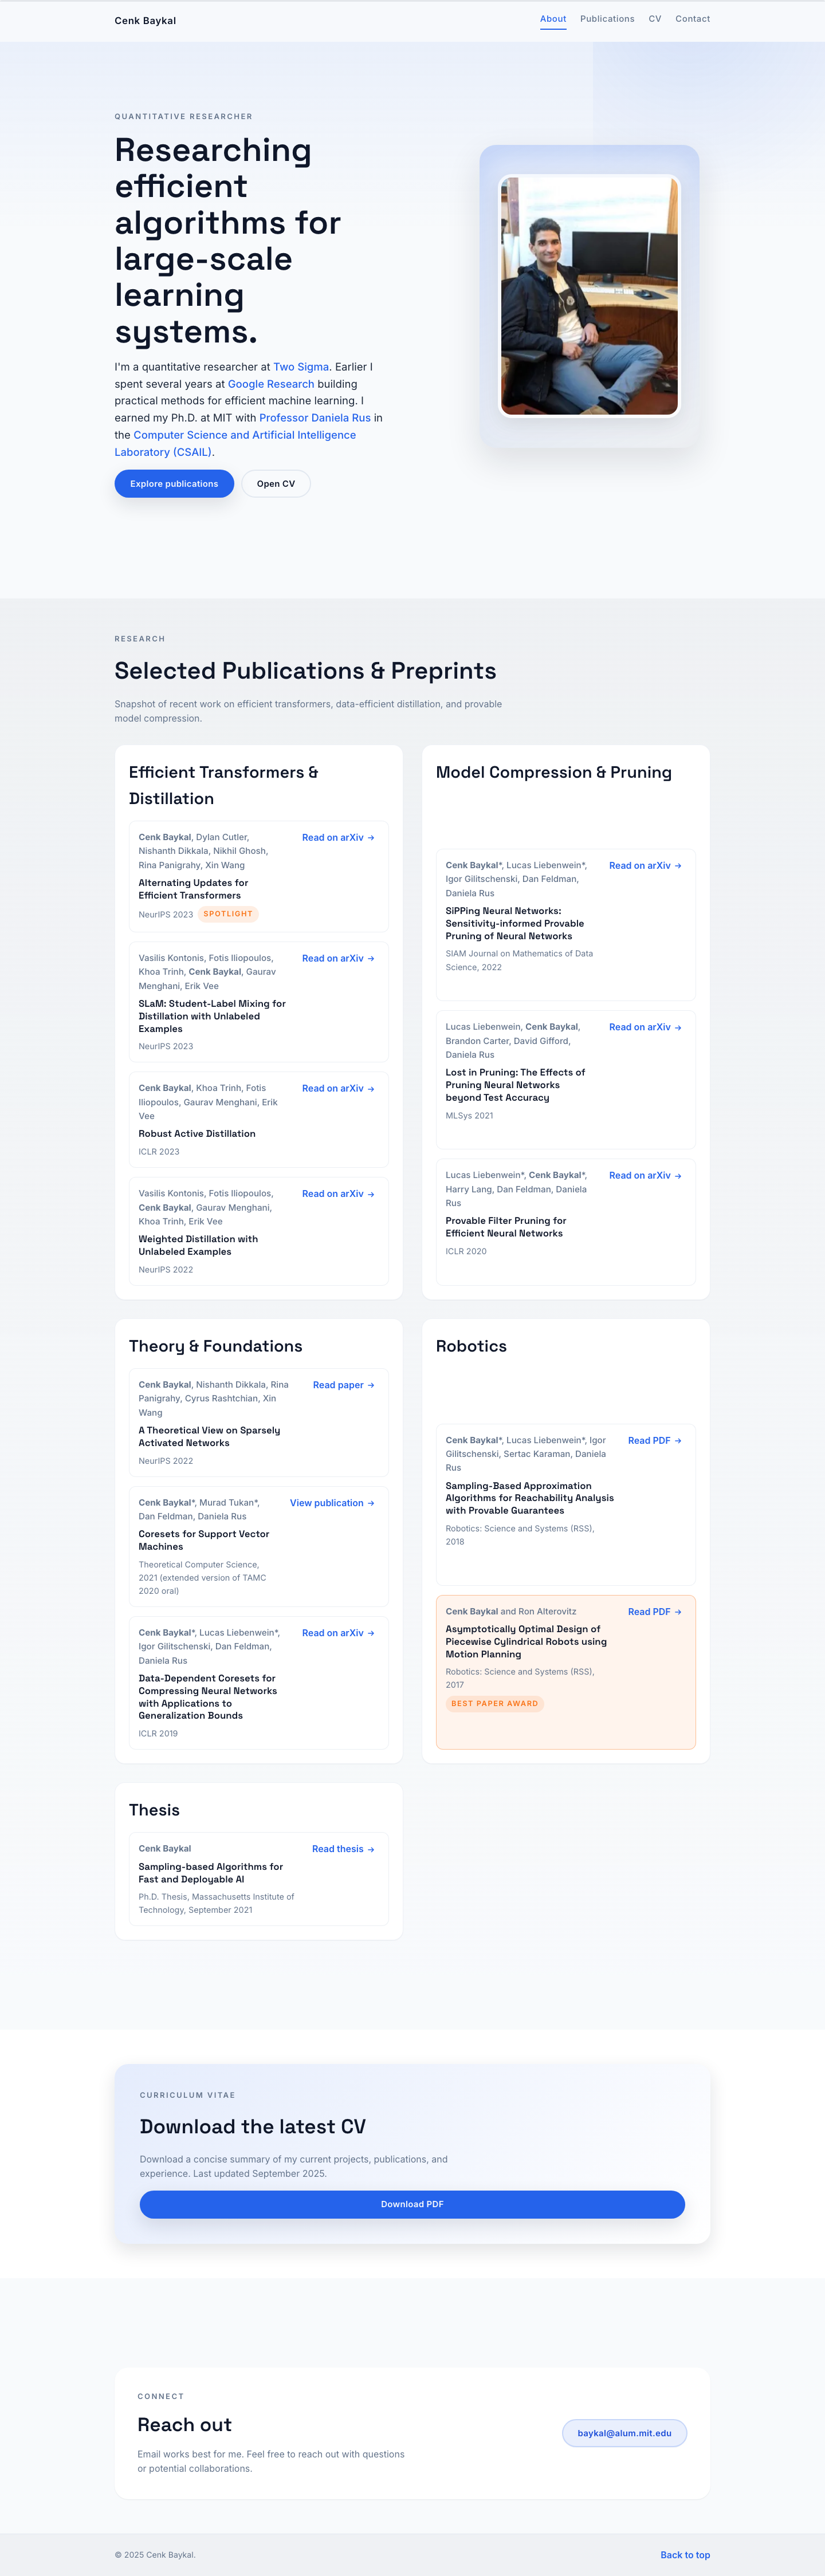 Cenk Baykal
About Publications CV Contact
QUANTITATIVE RESEARCHER
Researching
efficient
algorithms for
large-scale
learning
systems.
I'm a quantitative researcher at Two Sigma. Earlier I
spent several years at Google Research building
practical methods for efficient machine learning. I
earned my Ph.D. at MIT with Professor Daniela Rus in
the Computer Science and Artificial Intelligence
Laboratory (CSAIL).
Explore publications
Open CV
RESEARCH
Selected Publications & Preprints
Snapshot of recent work on efficient transformers, data-efficient distillation, and provable
model compression.
Efficient Transformers &
Distillation
Cenk Baykal, Dylan Cutler,
Nishanth Dikkala, Nikhil Ghosh,
Rina Panigrahy, Xin Wang
Read on arXiv →
Alternating Updates for
Efficient Transformers
NeurIPS 2023 SPOTLIGHT
Vasilis Kontonis, Fotis Iliopoulos,
Khoa Trinh, Cenk Baykal, Gaurav
Menghani, Erik Vee
Read on arXiv →
SLaM: Student-Label Mixing for
Distillation with Unlabeled
Examples
NeurIPS 2023
Cenk Baykal, Khoa Trinh, Fotis
Iliopoulos, Gaurav Menghani, Erik
Vee
Read on arXiv →
Robust Active Distillation
ICLR 2023
Vasilis Kontonis, Fotis Iliopoulos,
Cenk Baykal, Gaurav Menghani,
Khoa Trinh, Erik Vee
Read on arXiv →
Weighted Distillation with
Unlabeled Examples
NeurIPS 2022
Model Compression & Pruning
Cenk Baykal*, Lucas Liebenwein*,
Igor Gilitschenski, Dan Feldman,
Daniela Rus
Read on arXiv →
SiPPing Neural Networks:
Sensitivity-informed Provable
Pruning of Neural Networks
SIAM Journal on Mathematics of Data
Science, 2022
Lucas Liebenwein, Cenk Baykal,
Brandon Carter, David Gifford,
Daniela Rus
Read on arXiv →
Lost in Pruning: The Effects of
Pruning Neural Networks
beyond Test Accuracy
MLSys 2021
Lucas Liebenwein*, Cenk Baykal*,
Harry Lang, Dan Feldman, Daniela
Rus
Read on arXiv →
Provable Filter Pruning for
Efficient Neural Networks
ICLR 2020
Theory & Foundations
Cenk Baykal, Nishanth Dikkala, Rina
Panigrahy, Cyrus Rashtchian, Xin
Wang
Read paper →
A Theoretical View on Sparsely
Activated Networks
NeurIPS 2022
Cenk Baykal*, Murad Tukan*,
Dan Feldman, Daniela Rus
View publication →
Coresets for Support Vector
Machines
Theoretical Computer Science,
2021 (extended version of TAMC
2020 oral)
Cenk Baykal*, Lucas Liebenwein*,
Igor Gilitschenski, Dan Feldman,
Daniela Rus
Read on arXiv →
Data-Dependent Coresets for
Compressing Neural Networks
with Applications to
Generalization Bounds
ICLR 2019
Robotics
Cenk Baykal*, Lucas Liebenwein*, Igor
Gilitschenski, Sertac Karaman, Daniela
Rus
Read PDF →
Sampling-Based Approximation
Algorithms for Reachability Analysis
with Provable Guarantees
Robotics: Science and Systems (RSS),
2018
Cenk Baykal and Ron Alterovitz
Read PDF →
Asymptotically Optimal Design of
Piecewise Cylindrical Robots using
Motion Planning
Robotics: Science and Systems (RSS),
2017
BEST PAPER AWARD
Thesis
Cenk Baykal
Read thesis →
Sampling-based Algorithms for
Fast and Deployable AI
Ph.D. Thesis, Massachusetts Institute of
Technology, September 2021
CURRICULUM VITAE
Download the latest CV
Download a concise summary of my current projects, publications, and
experience. Last updated September 2025.
Download PDF
CONNECT
Reach out
Email works best for me. Feel free to reach out with questions
or potential collaborations.
baykal@alum.mit.edu
© 2025 Cenk Baykal.
Back to top